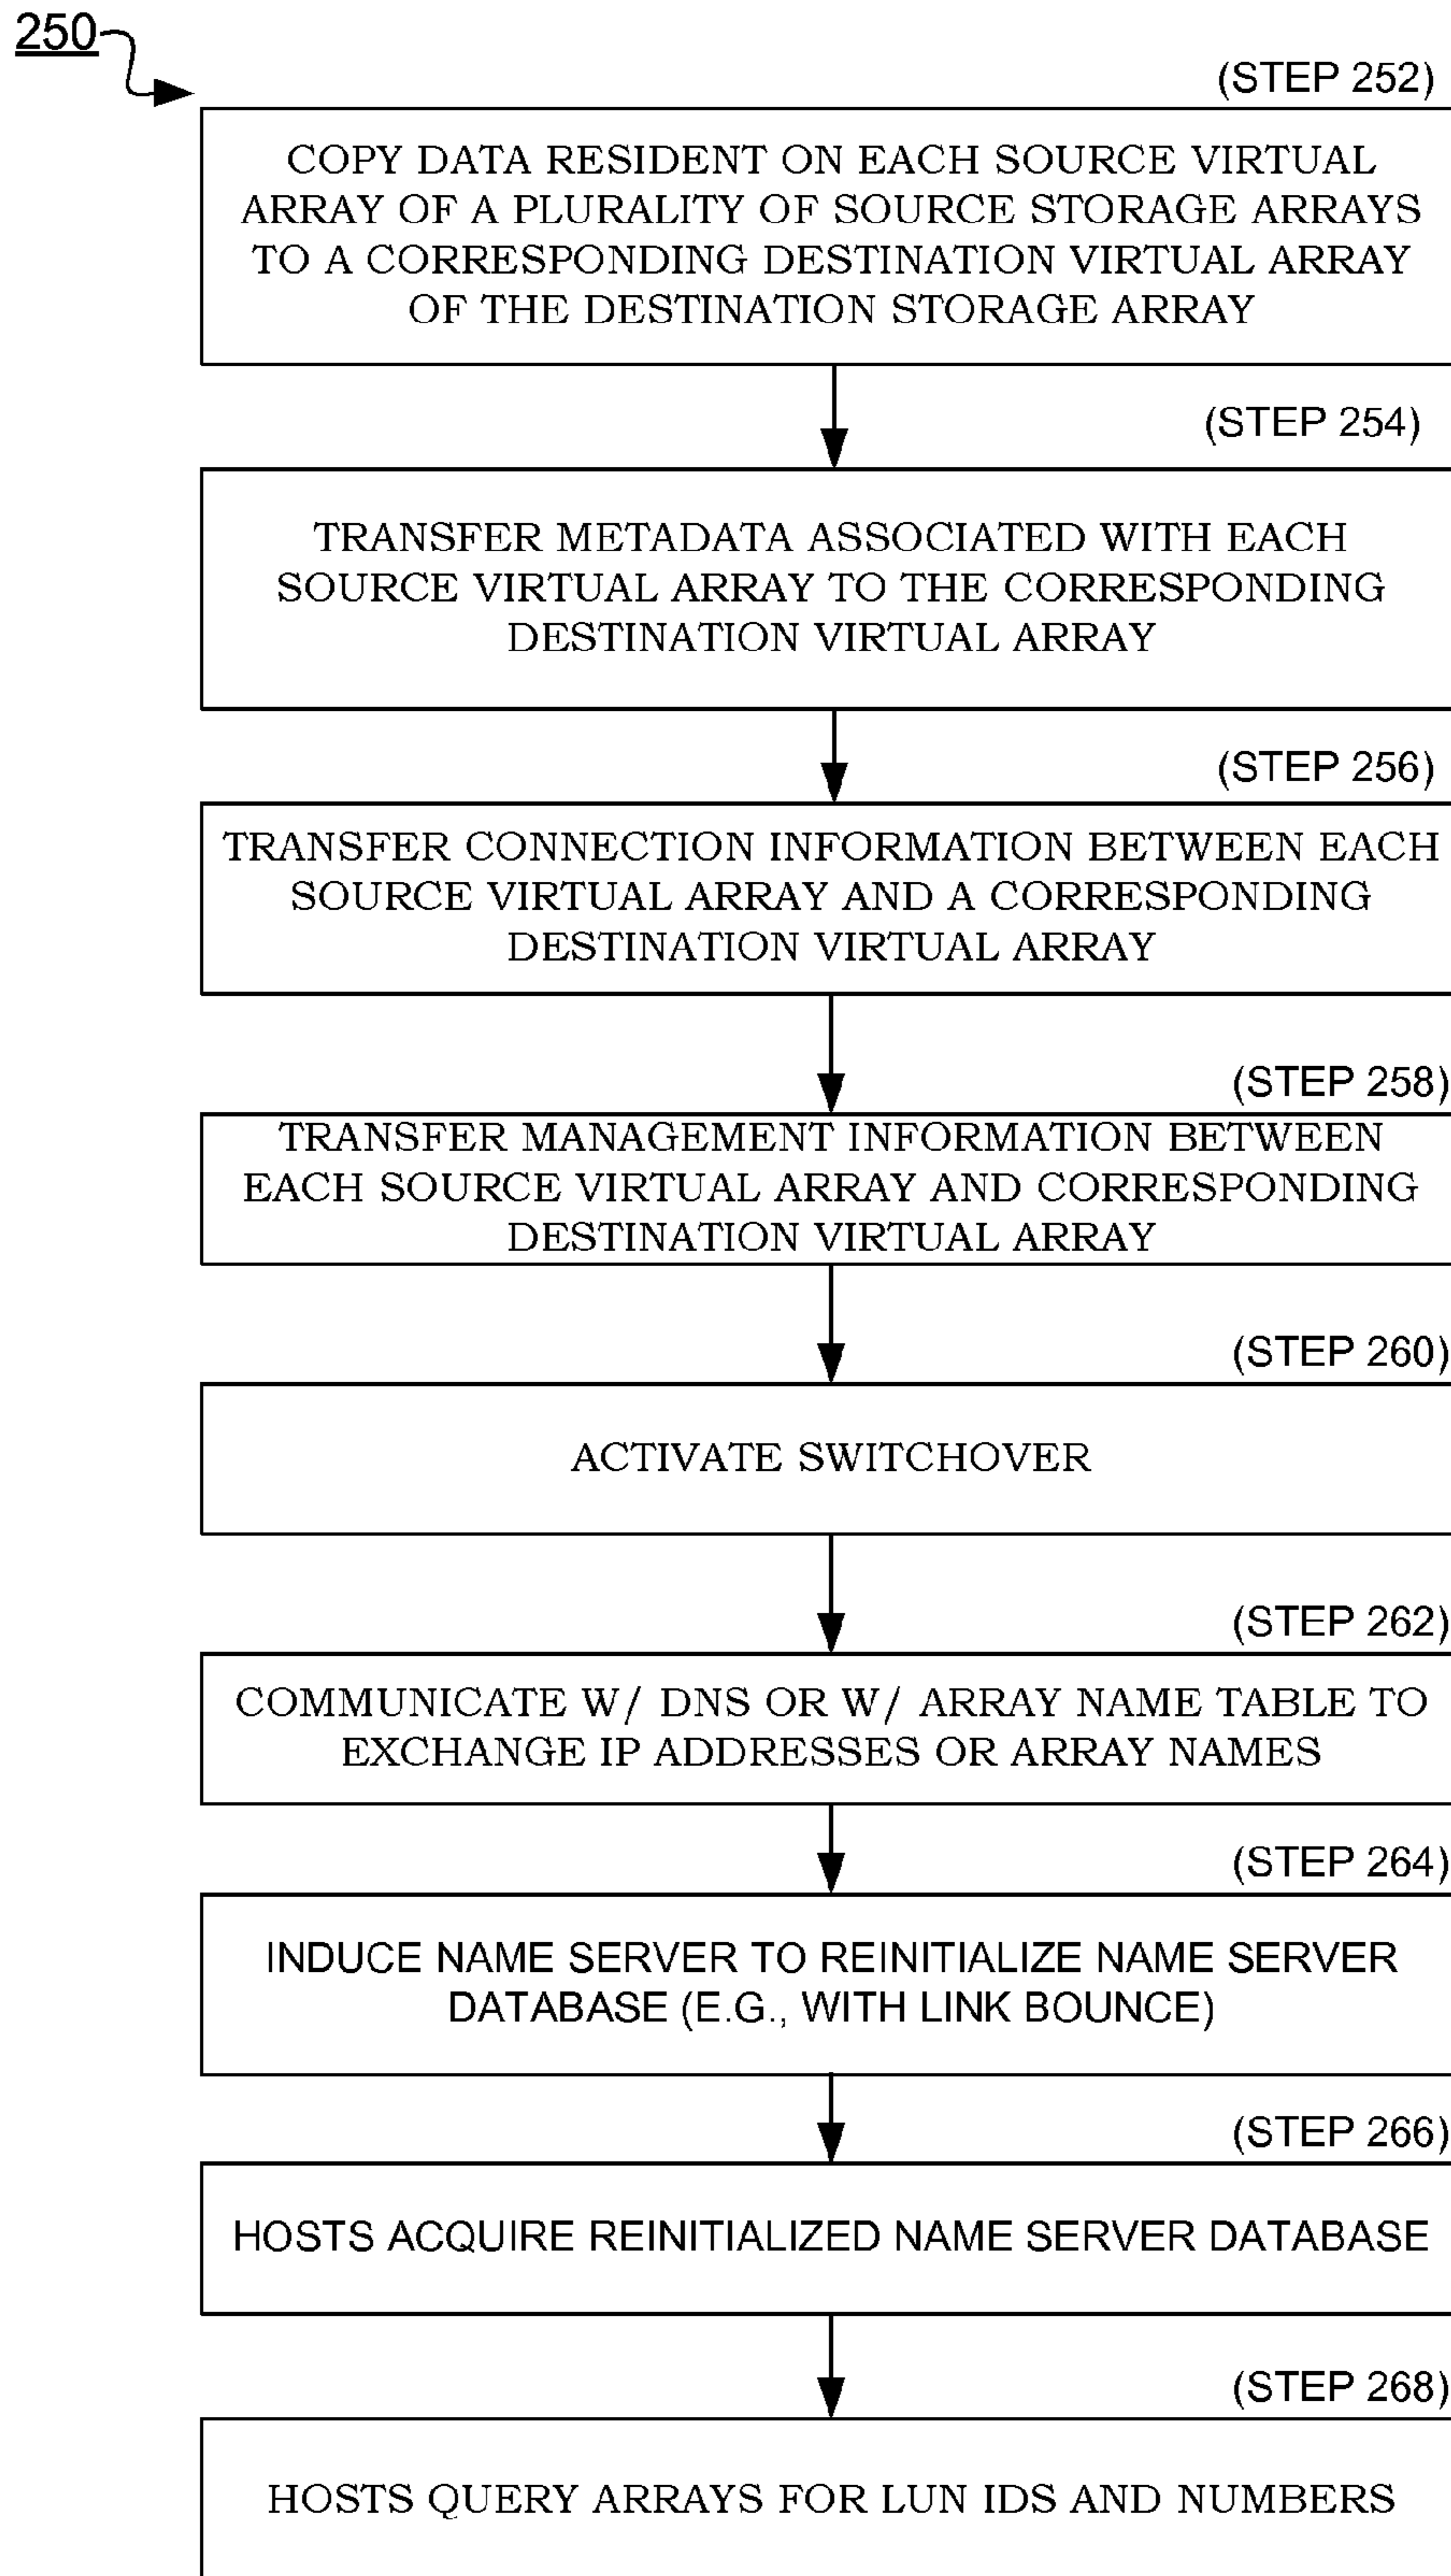 250
(STEP 252)
COPY DATA RESIDENT ON EACH SOURCE VIRTUAL
ARRAY OF A PLURALITY OF SOURCE STORAGE ARRAYS
TO A CORRESPONDING DESTINATION VIRTUAL ARRAY
OF THE DESTINATION STORAGE ARRAY
(STEP 254)
TRANSFER METADATA ASSOCIATED WITH EACH
SOURCE VIRTUAL ARRAY TO THE CORRESPONDING
DESTINATION VIRTUAL ARRAY
(STEP 256)
TRANSFER CONNECTION INFORMATION BETWEEN EACH
SOURCE VIRTUAL ARRAY AND A CORRESPONDING
DESTINATION VIRTUAL ARRAY
(STEP 258)
TRANSFER MANAGEMENT INFORMATION BETWEEN
EACH SOURCE VIRTUAL ARRAY AND CORRESPONDING
DESTINATION VIRTUAL ARRAY
(STEP 260)
ACTIVATE SWITCHOVER
(STEP 262)
COMMUNICATE W/ DNS OR W/ ARRAY NAME TABLE TO
EXCHANGE IP ADDRESSES OR ARRAY NAMES
(STEP 264)
INDUCE NAME SERVER TO REINITIALIZE NAME SERVER
DATABASE (E.G., WITH LINK BOUNCE)
(STEP 266)
HOSTS ACQUIRE REINITIALIZED NAME SERVER DATABASE
(STEP 268)
HOSTS QUERY ARRAYS FOR LUN IDS AND NUMBERS